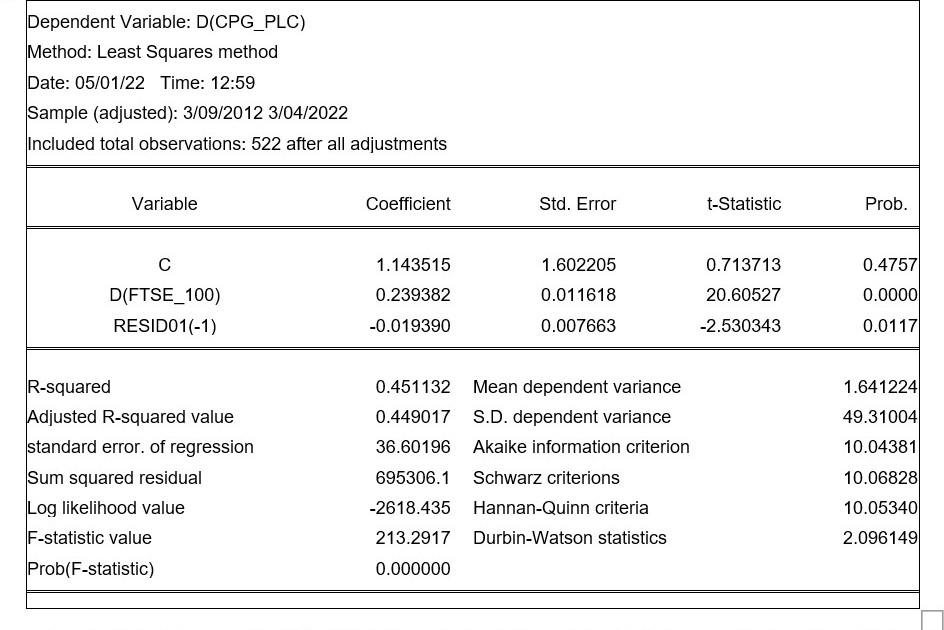 Dependent Variable: D(CPG_PLC)
Method: Least Squares method
Date: 05/01/22 Time: 12:59
Sample (adjusted): 3/09/2012 3/04/2022
Included total observations: 522 after all adjustments
Variable Coefficient Std. Error t-Statistic Prob.
C 1.143515 1.602205 0.713713 0.4757
D(FTSE_100) 0.239382 0.011618 20.60527 0.0000
RESID01(-1) -0.019390 0.007663 -2.530343 0.0117
R-squared 0.451132 Mean dependent variance 1.641224
Adjusted R-squared value 0.449017 S.D. dependent variance 49.31004
standard error. of regression 36.60196 Akaike information criterion 10.04381
Sum squared residual 695306.1 Schwarz criterions 10.06828
Log likelihood value -2618.435 Hannan-Quinn criteria 10.05340
F-statistic value 213.2917 Durbin-Watson statistics 2.096149
Prob(F-statistic) 0.000000